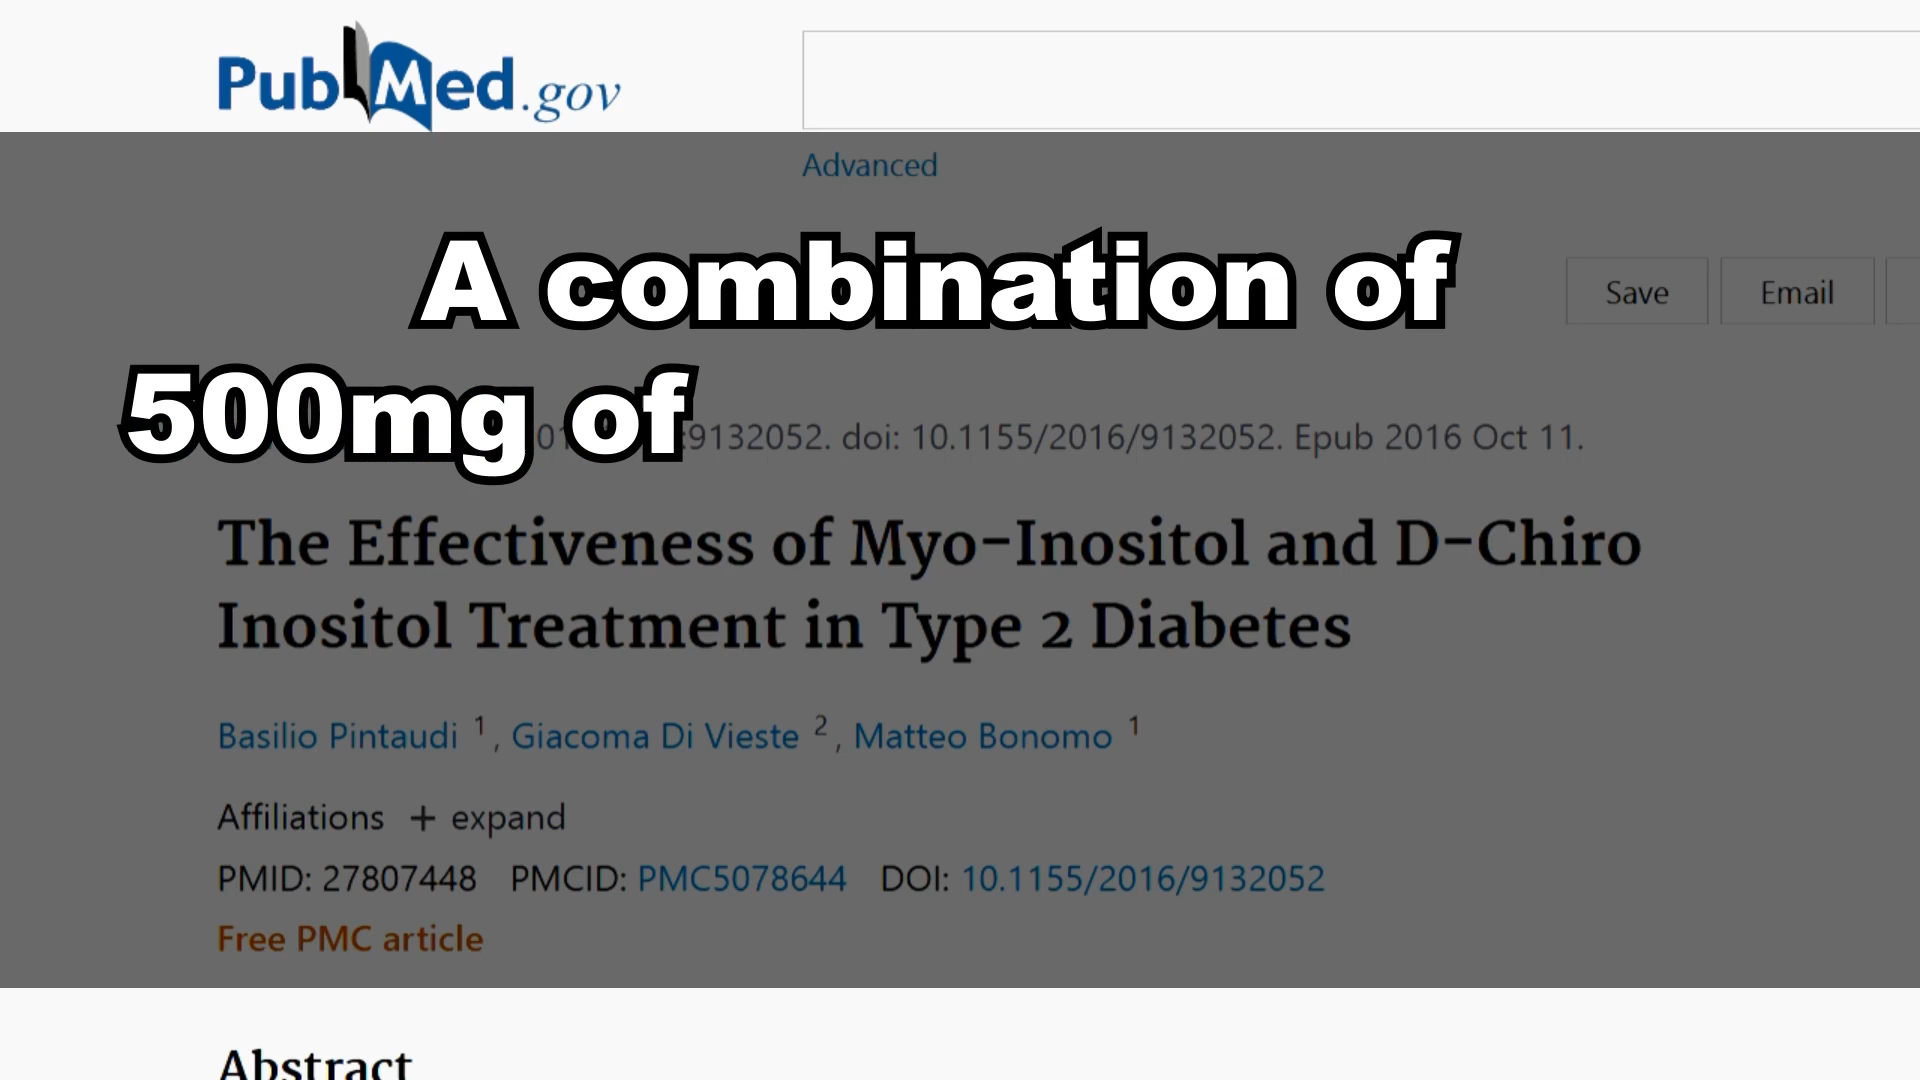 PubMed.gov
Advanced
A combination of
Save
Email
500mg of
9132052. doi: 10.1155/2016/9132052. Epub 2016 Oct 11.
The Effectiveness of Myo-Inositol and D-Chiro
Inositol Treatment in Type 2 Diabetes
Basilio Pintaudi 1, Giacoma Di Vieste 2, Matteo Bonomo 1
Affiliations + expand
PMID: 27807448 PMCID: PMC5078644 DOI: 10.1155/2016/9132052
Free PMC article
Abstract